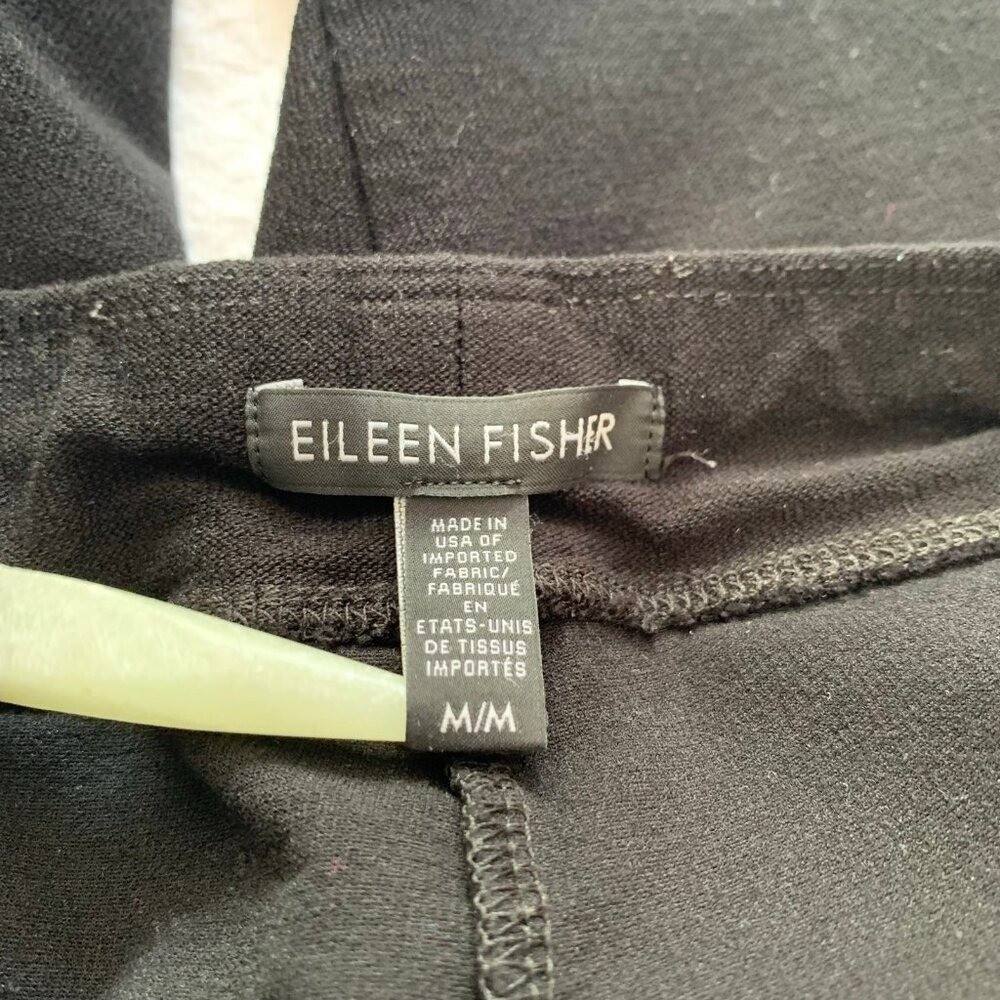 EILEEN FISHER
MADE IN
USA OF
IMPORTED
FABRIC/
FABRIQUÉ
EN
ETATS-UNIS
DE TISSUS
IMPORTÉS
M/M